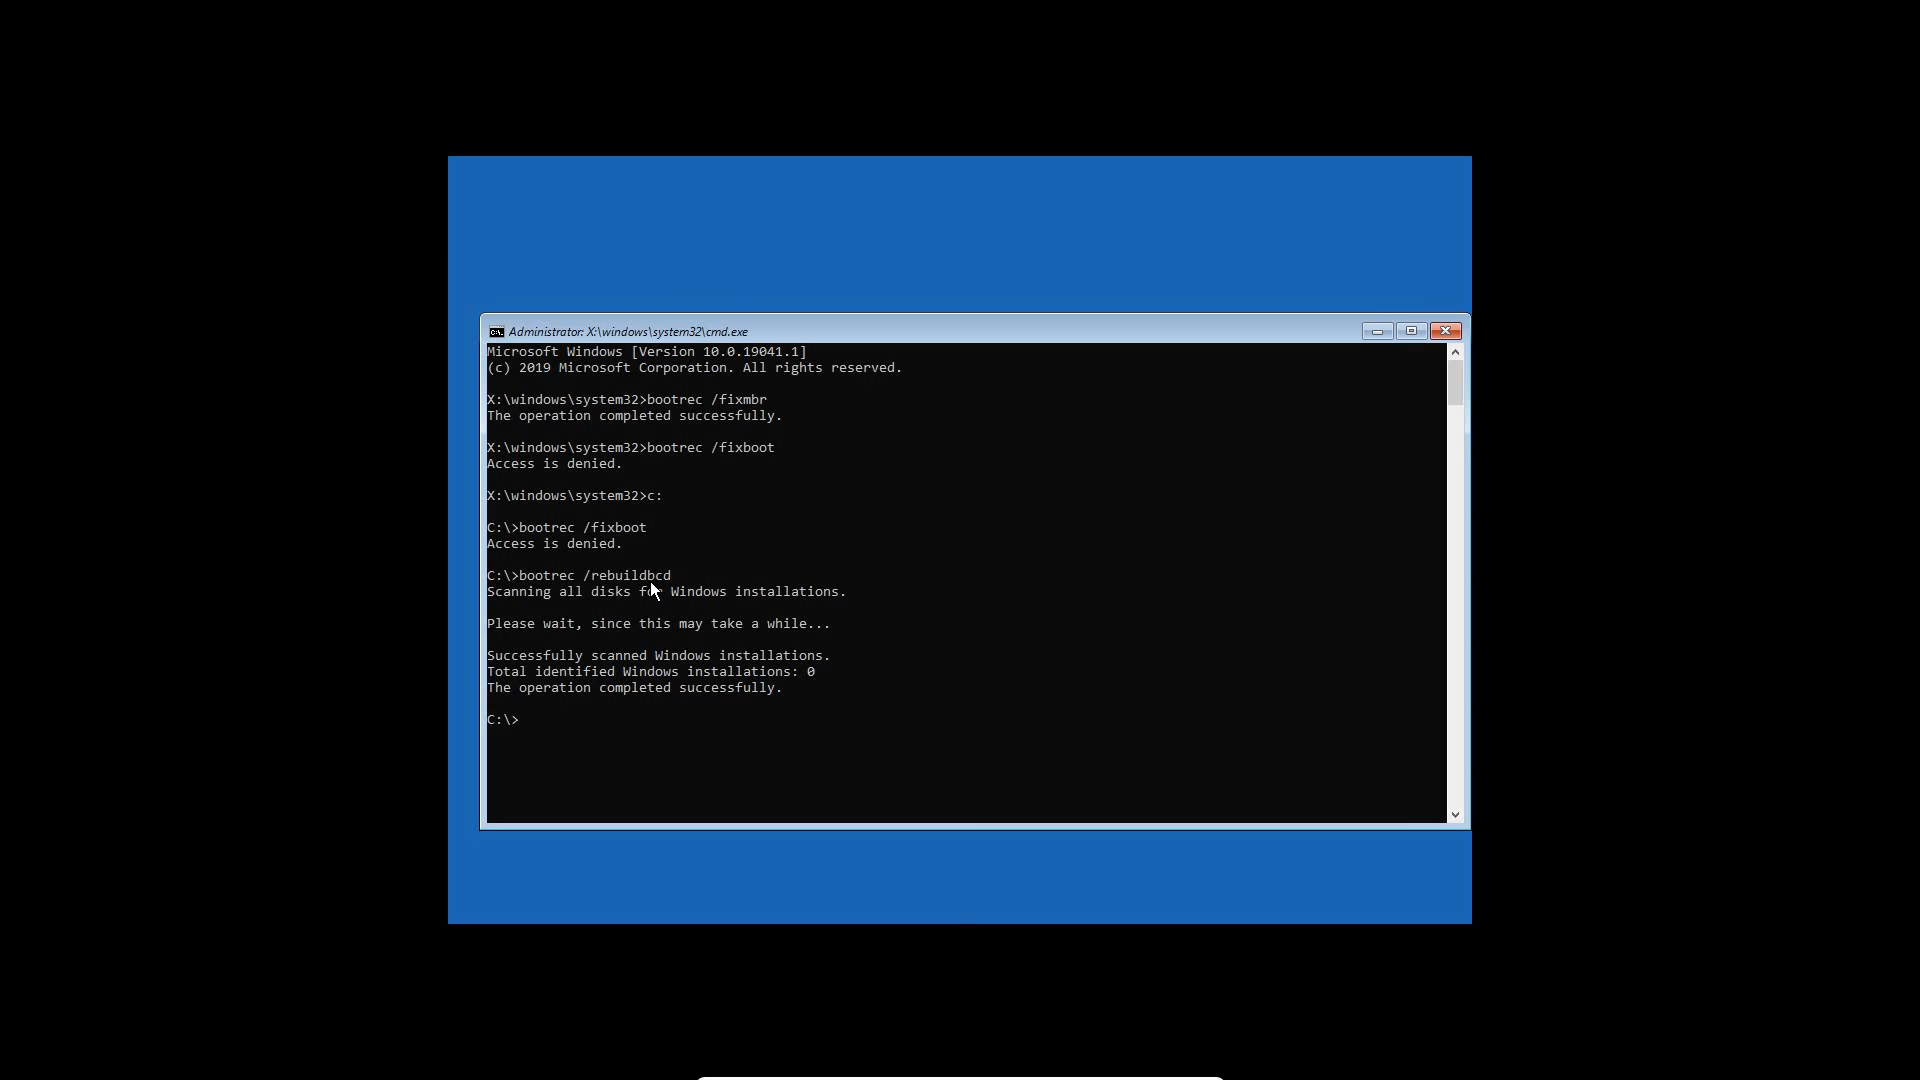 Administrator: X:\windows\system32\cmd.exe
Microsoft Windows [Version 10.0.19041.1]
(c) 2019 Microsoft Corporation. All rights reserved.
X:\windows\system32>bootrec /fixmbr
The operation completed successfully.
X:\windows\system32>bootrec /fixboot
Access is denied.
X:\windows\system32>c:
C:\>bootrec /fixboot
Access is denied.
C:\>bootrec /rebuildbcd
Scanning all disks for Windows installations.
Please wait, since this may take a while...
Successfully scanned Windows installations.
Total identified Windows installations: 0
The operation completed successfully.
C:\>